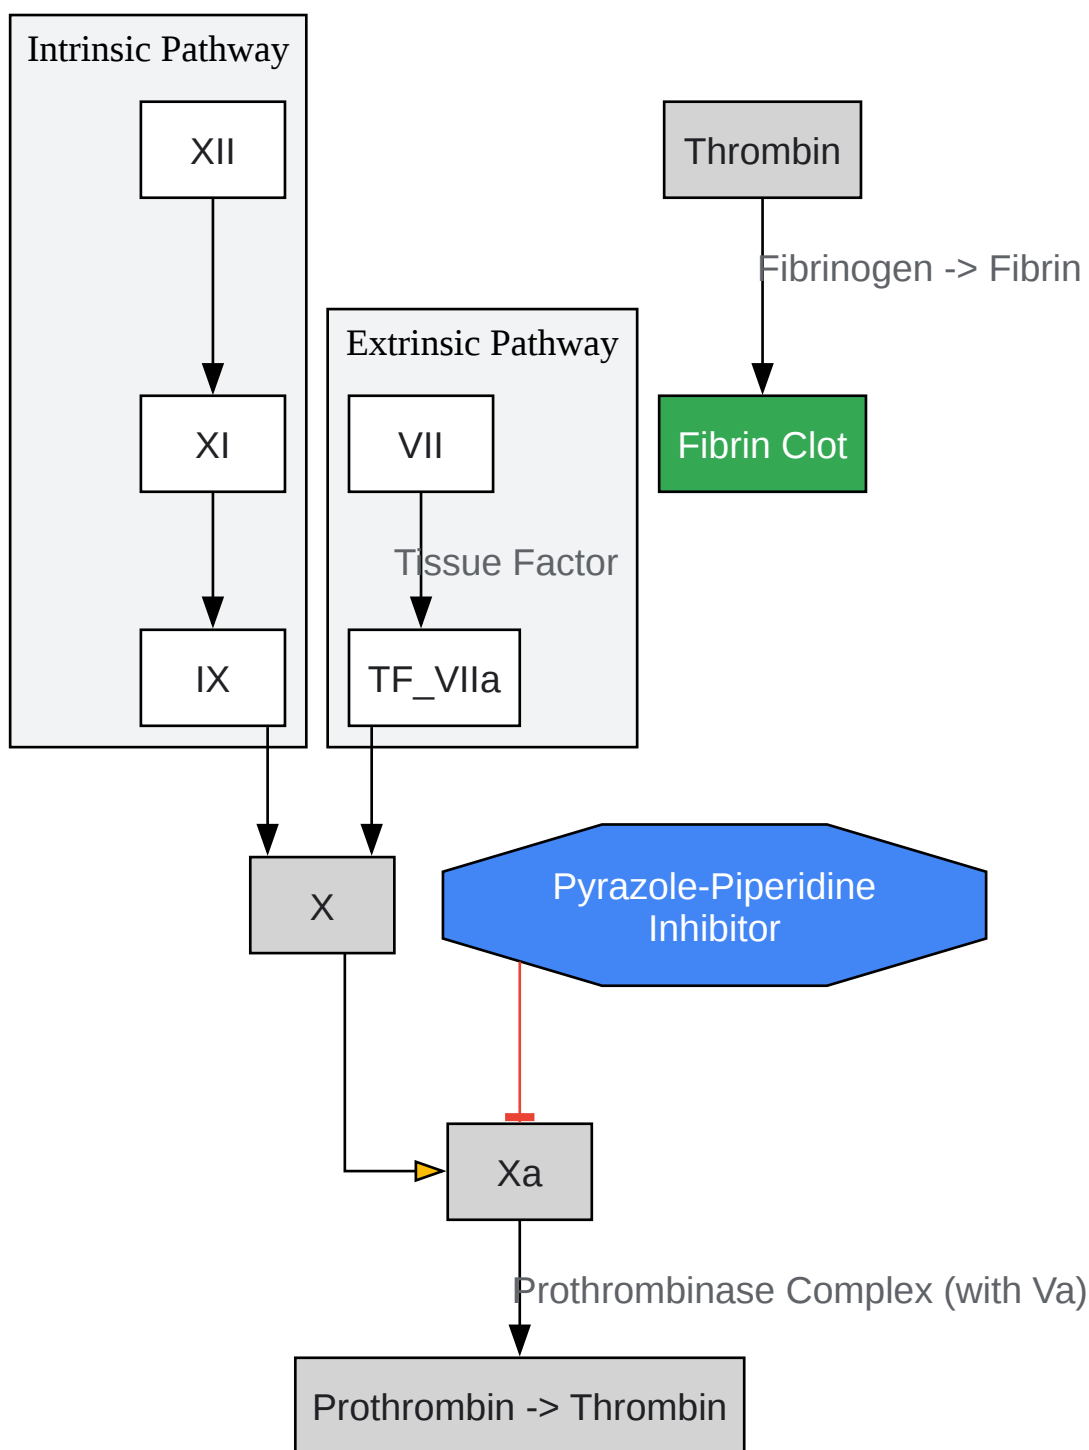 Intrinsic Pathway
XII
Thrombin
Fibrinogen -> Fibrin
Extrinsic Pathway
XI
VII
Fibrin Clot
Tissue Factor
IX
TF_VIIa
X
Pyrazole-Piperidine
Inhibitor
Xa
Prothrombinase Complex (with Va)
Prothrombin -> Thrombin